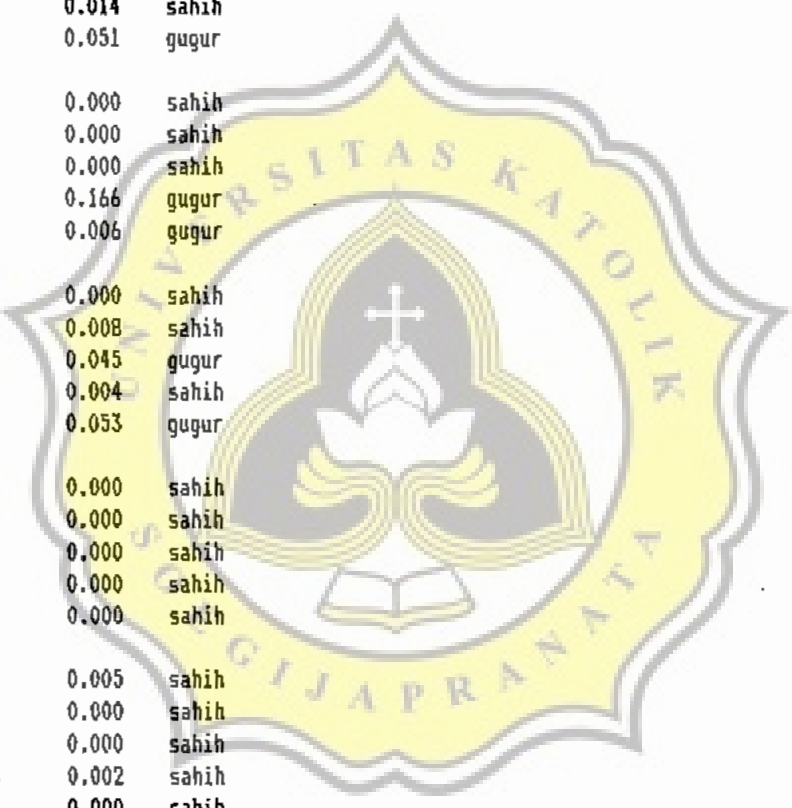 0.014 sahih
0.051 gugur
0.000 sahih
0.000 sahih
0.000 sahih
0.166 gugur
0.006 gugur
0.000 sahih
0.008 sahih
0.045 gugur
0.004 sahih
0.053 gugur
0.000 sahih
0.000 sahih
0.000 sahih
0.000 sahih
0.000 sahih
0.005 sahih
0.000 sahih
0.000 sahih
0.002 sahih
0.000 sahih
UNIVERSITAS KATOLIK
SOEGIJAPRANATA